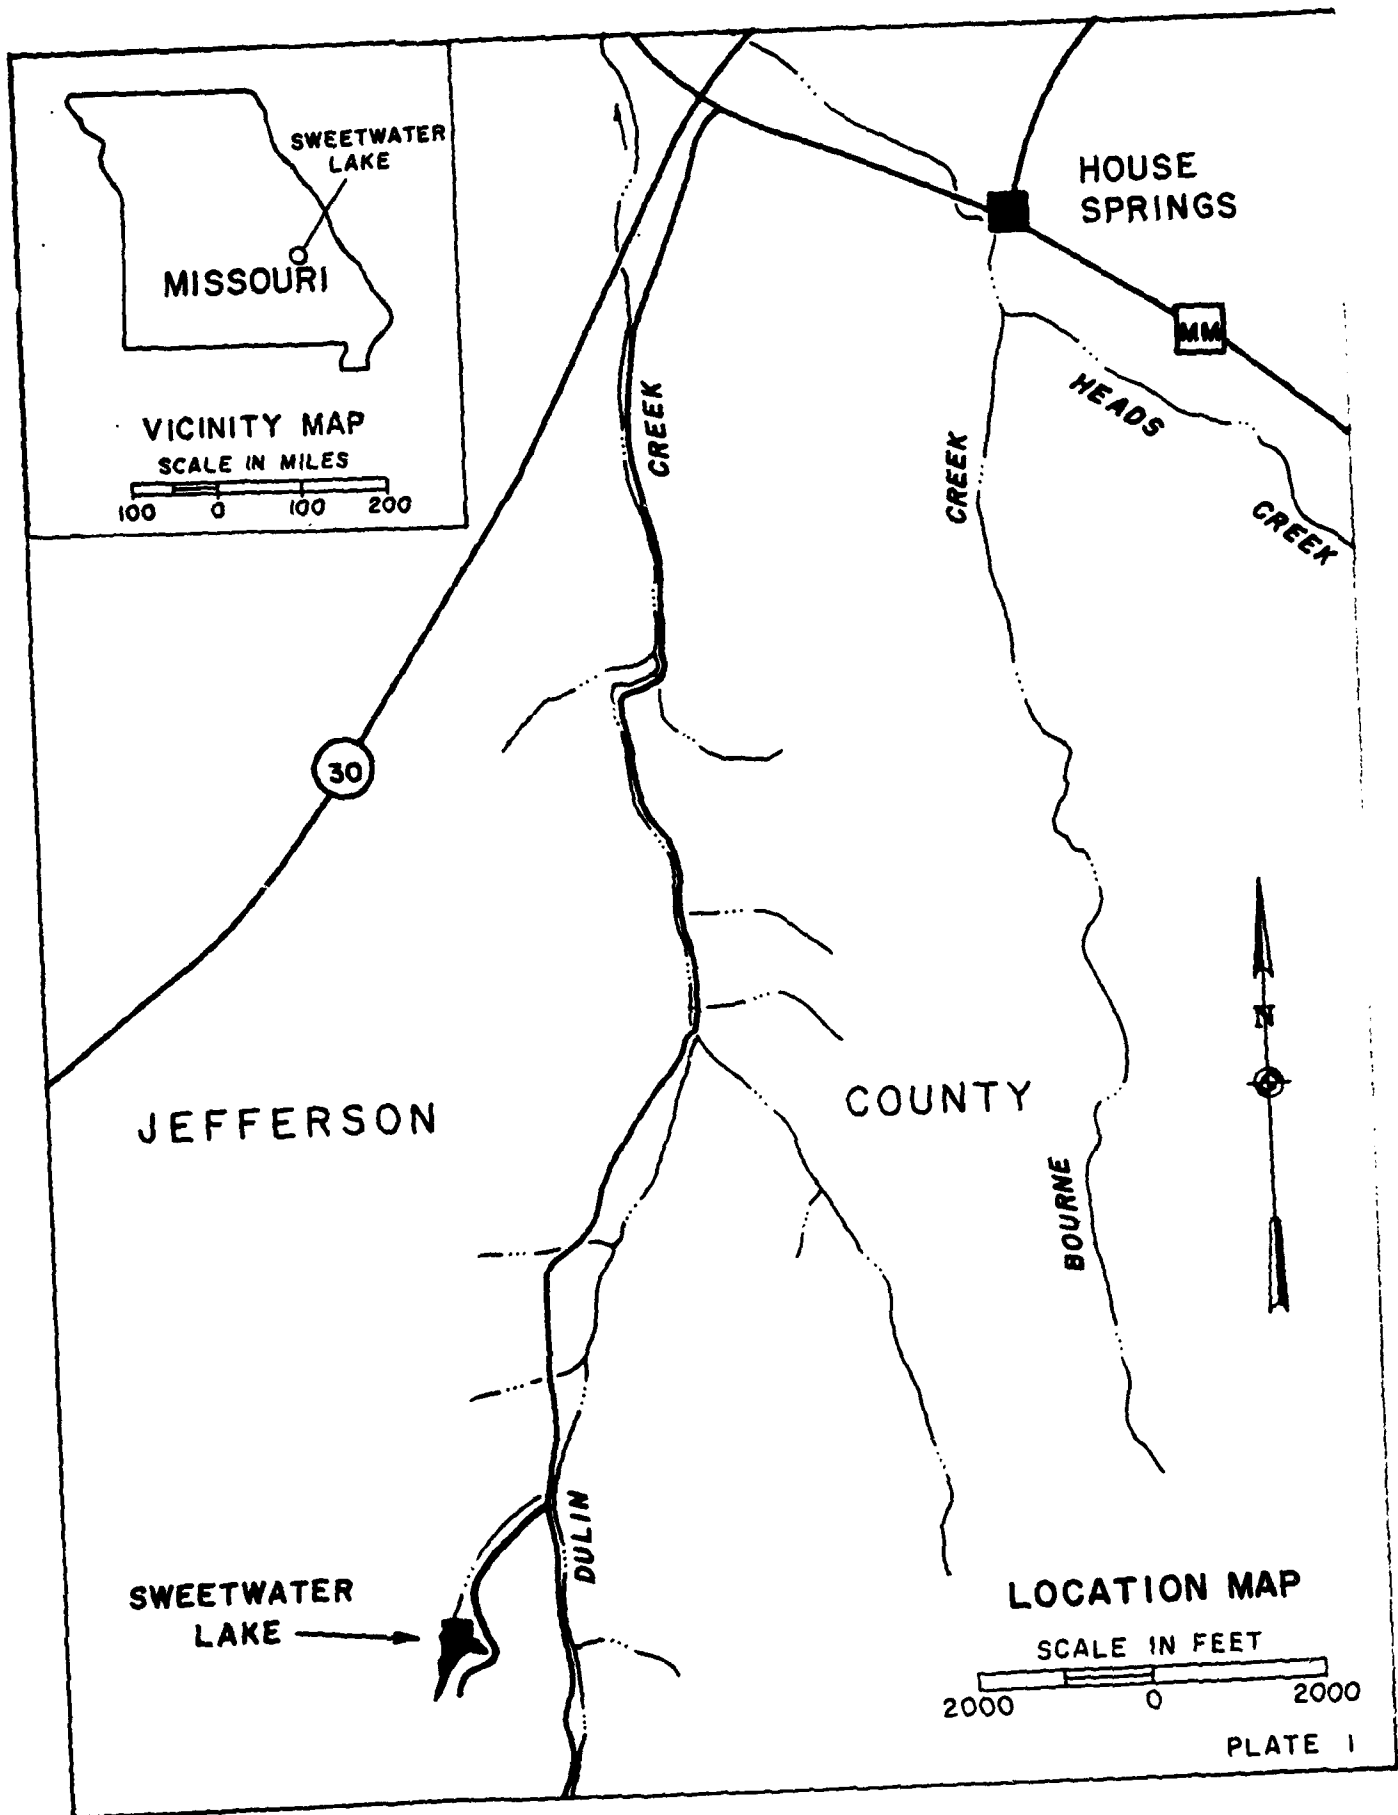 SWEETWATER
LAKE
MISSOURI
VICINITY MAP
SCALE IN MILES
100 0 100 200
HOUSE
SPRINGS
MM
HEADS
CREEK
CREEK
CREEK
30
N
JEFFERSON COUNTY
BOURNE
DULIN
SWEETWATER
LAKE
LOCATION MAP
SCALE IN FEET
2000 0 2000
PLATE 1